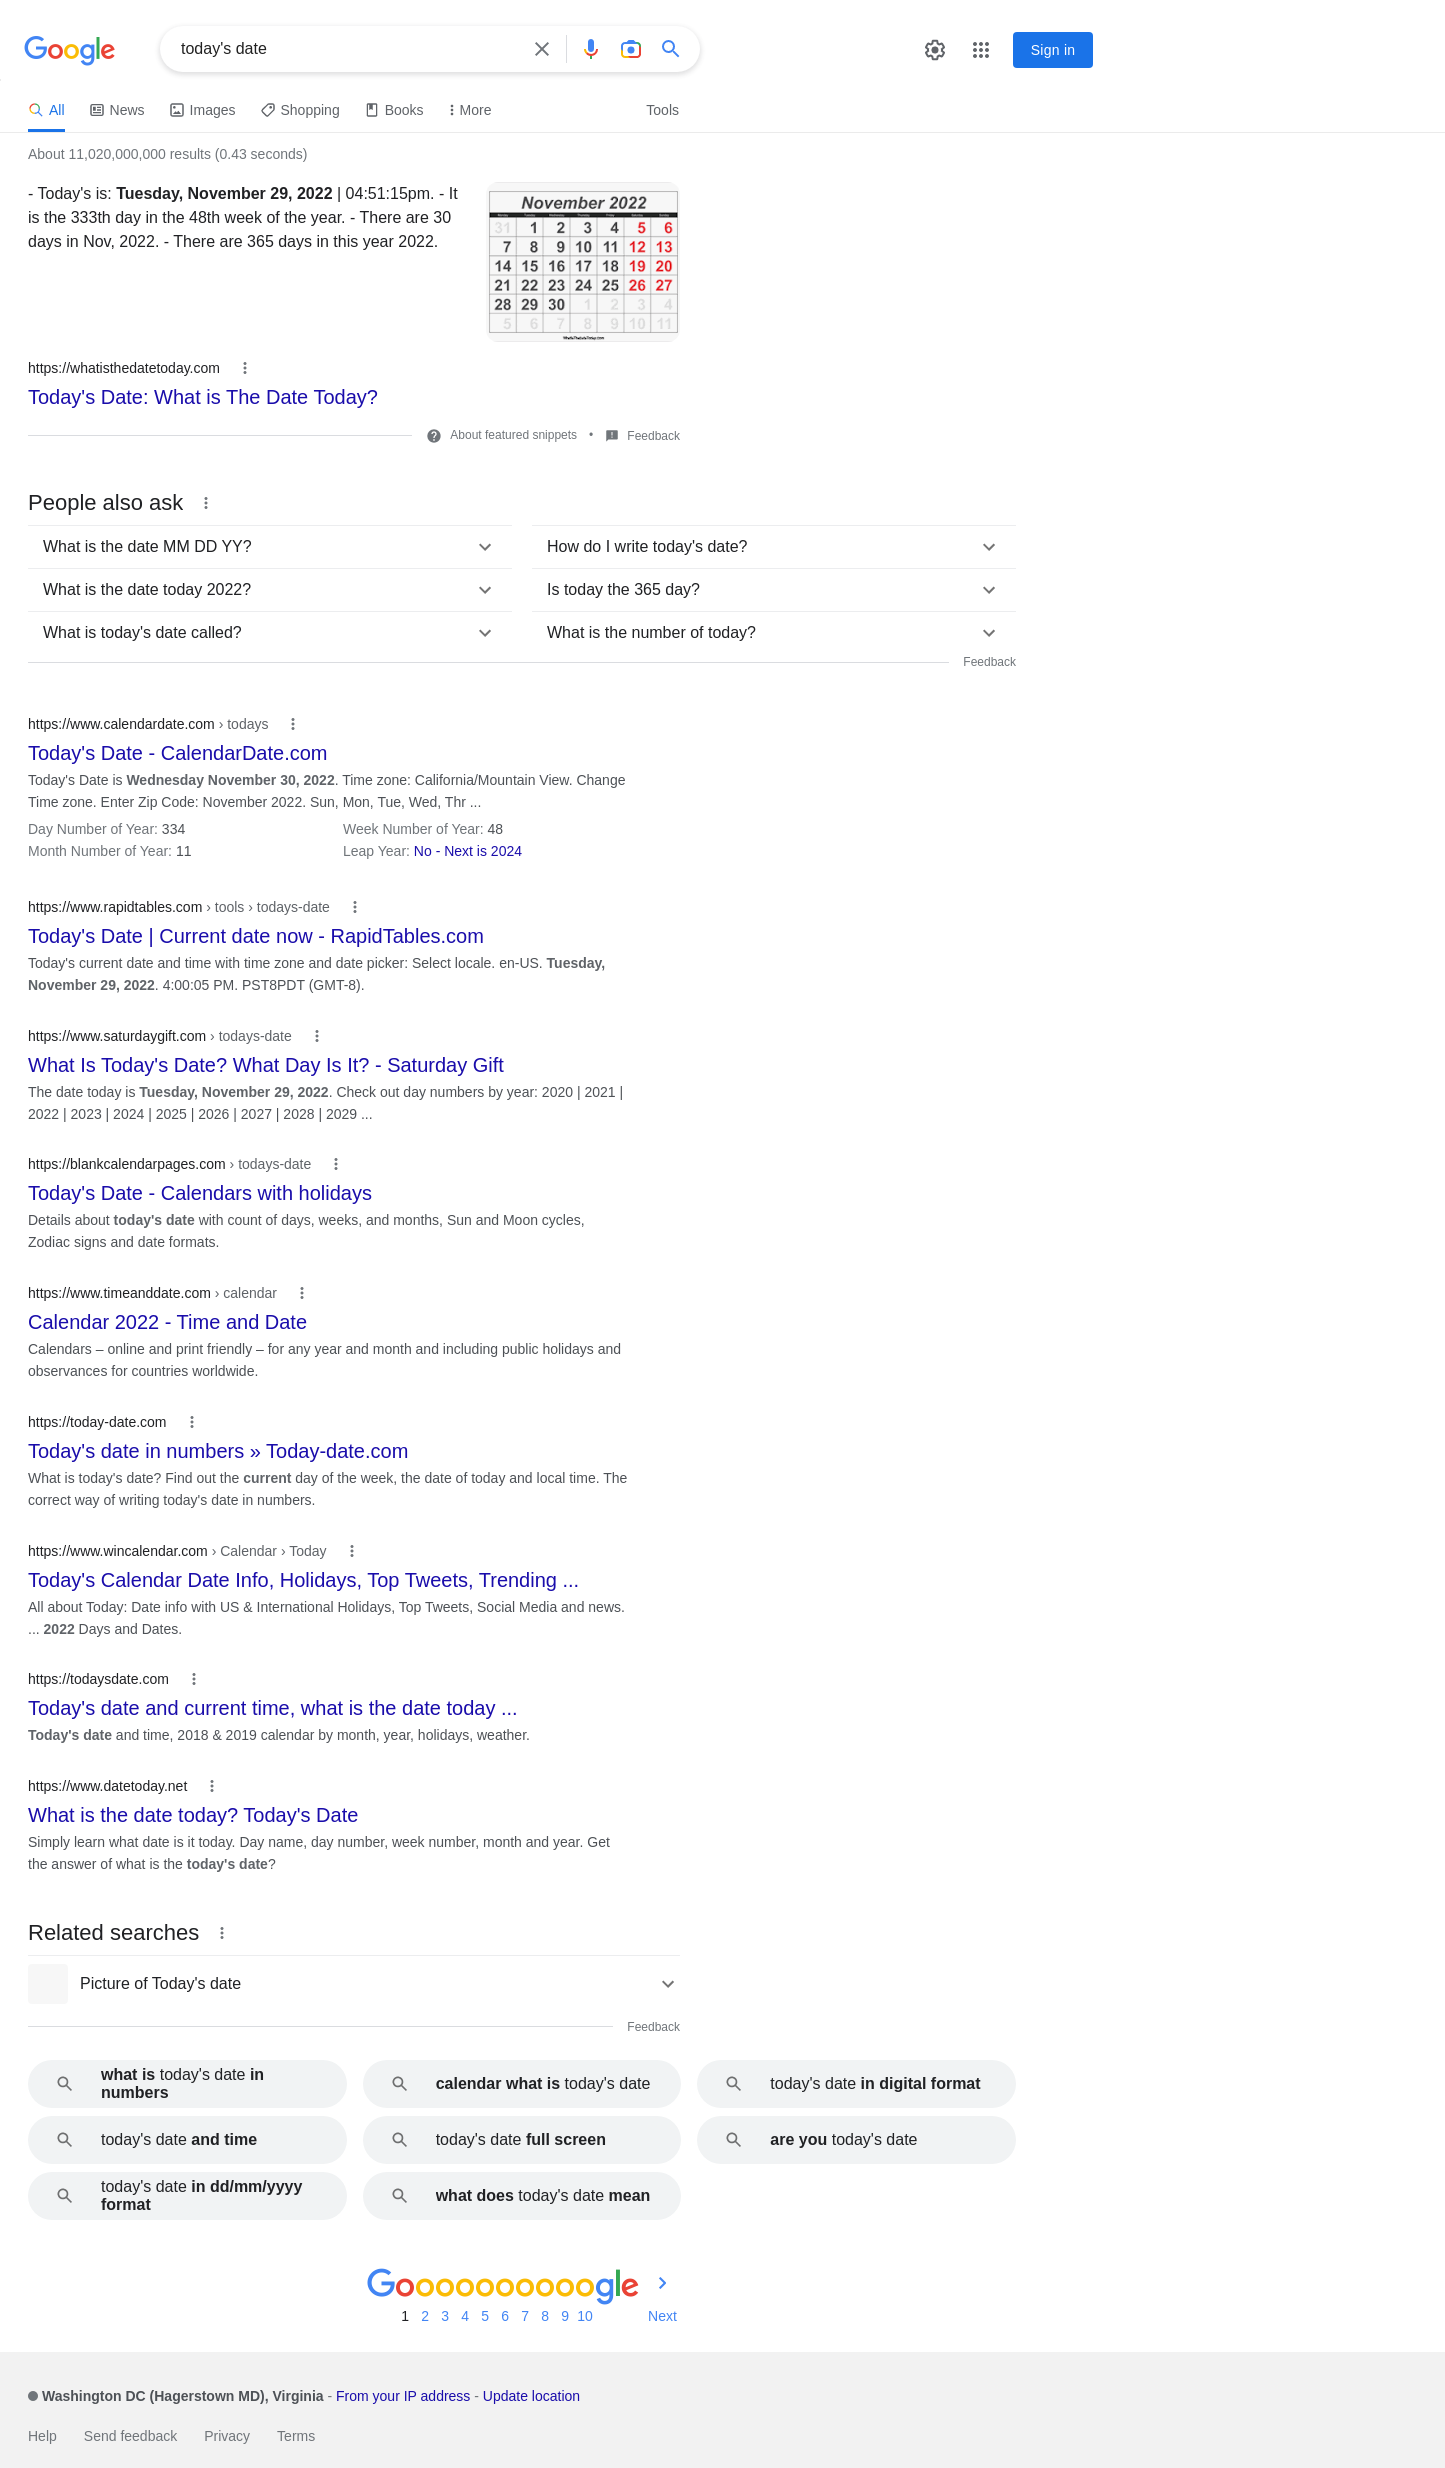 Google
today's date
Sign in
All
News
Images
Shopping
Books
More
Tools
About 11,020,000,000 results (0.43 seconds)
- Today's is: Tuesday, November 29, 2022 | 04:51:15pm. - It
is the 333th day in the 48th week of the year. - There are 30
days in Nov, 2022. - There are 365 days in this year 2022.
November 2022
Monday Tuesday Wednesday Thursday Friday Saturday Sunday
31 1 2 3 4 5 6
7 8 9 10 11 12 13
14 15 16 17 18 19 20
21 22 23 24 25 26 27
28 29 30 1 2 3 4
5 6 7 8 9 10 11
WhatIsTheDateToday.com
https://whatisthedatetoday.com
Today's Date: What is The Date Today?
About featured snippets • Feedback
People also ask
What is the date MM DD YY?
How do I write today's date?
What is the date today 2022?
Is today the 365 day?
What is today's date called?
What is the number of today?
Feedback
https://www.calendardate.com › todays
Today's Date - CalendarDate.com
Today's Date is Wednesday November 30, 2022. Time zone: California/Mountain View. Change
Time zone. Enter Zip Code: November 2022. Sun, Mon, Tue, Wed, Thr ...
Day Number of Year: 334
Week Number of Year: 48
Month Number of Year: 11
Leap Year: No - Next is 2024
https://www.rapidtables.com › tools › todays-date
Today's Date | Current date now - RapidTables.com
Today's current date and time with time zone and date picker: Select locale. en-US. Tuesday,
November 29, 2022. 4:00:05 PM. PST8PDT (GMT-8).
https://www.saturdaygift.com › todays-date
What Is Today's Date? What Day Is It? - Saturday Gift
The date today is Tuesday, November 29, 2022. Check out day numbers by year: 2020 | 2021 |
2022 | 2023 | 2024 | 2025 | 2026 | 2027 | 2028 | 2029 ...
https://blankcalendarpages.com › todays-date
Today's Date - Calendars with holidays
Details about today's date with count of days, weeks, and months, Sun and Moon cycles,
Zodiac signs and date formats.
https://www.timeanddate.com › calendar
Calendar 2022 - Time and Date
Calendars – online and print friendly – for any year and month and including public holidays and
observances for countries worldwide.
https://today-date.com
Today's date in numbers » Today-date.com
What is today's date? Find out the current day of the week, the date of today and local time. The
correct way of writing today's date in numbers.
https://www.wincalendar.com › Calendar › Today
Today's Calendar Date Info, Holidays, Top Tweets, Trending ...
All about Today: Date info with US & International Holidays, Top Tweets, Social Media and news.
... 2022 Days and Dates.
https://todaysdate.com
Today's date and current time, what is the date today ...
Today's date and time, 2018 & 2019 calendar by month, year, holidays, weather.
https://www.datetoday.net
What is the date today? Today's Date
Simply learn what date is it today. Day name, day number, week number, month and year. Get
the answer of what is the today's date?
Related searches
Picture of Today's date
Feedback
what is today's date in
numbers
calendar what is today's date
today's date in digital format
today's date and time
today's date full screen
are you today's date
today's date in dd/mm/yyyy
format
what does today's date mean
Goooooooooogle
1 2 3 4 5 6 7 8 9 10 Next
Washington DC (Hagerstown MD), Virginia - From your IP address - Update location
Help Send feedback Privacy Terms